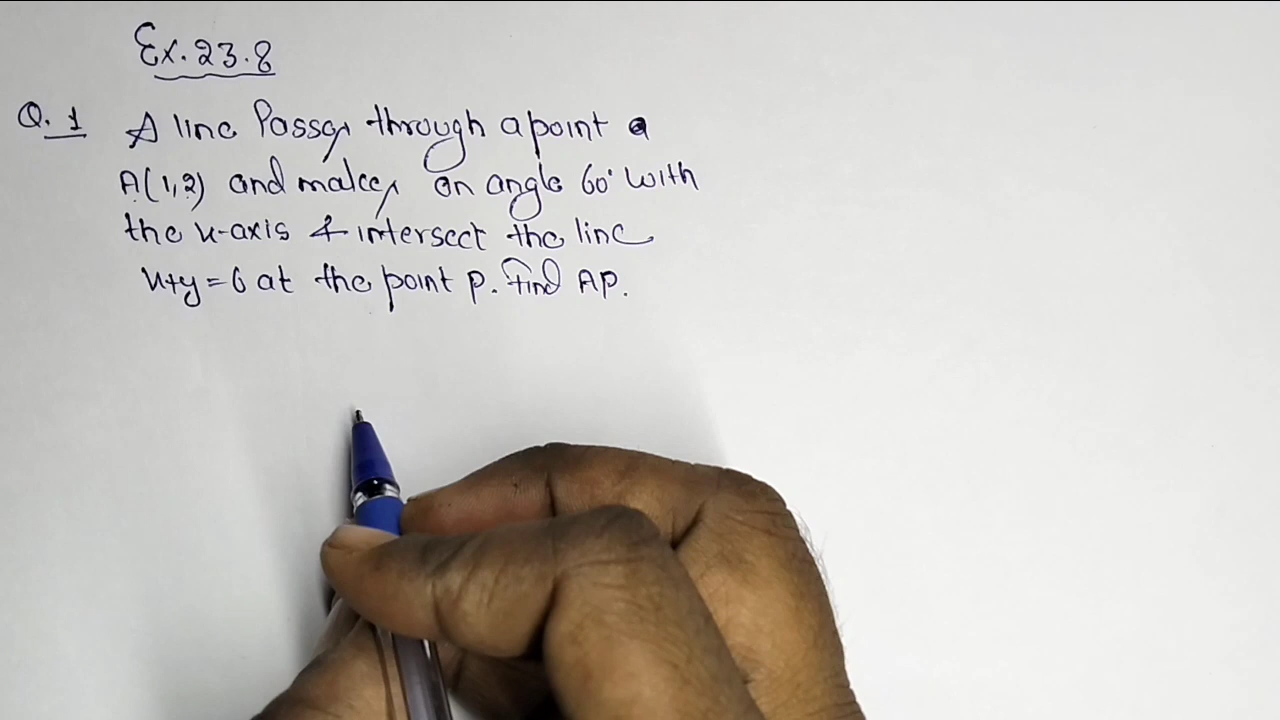 Ex. 23.8
Q. 1 A line Passes through a point
A(1,2) and makes an angle 60° with
the x-axis & intersect the line
x+y=6 at the point P. Find AP.